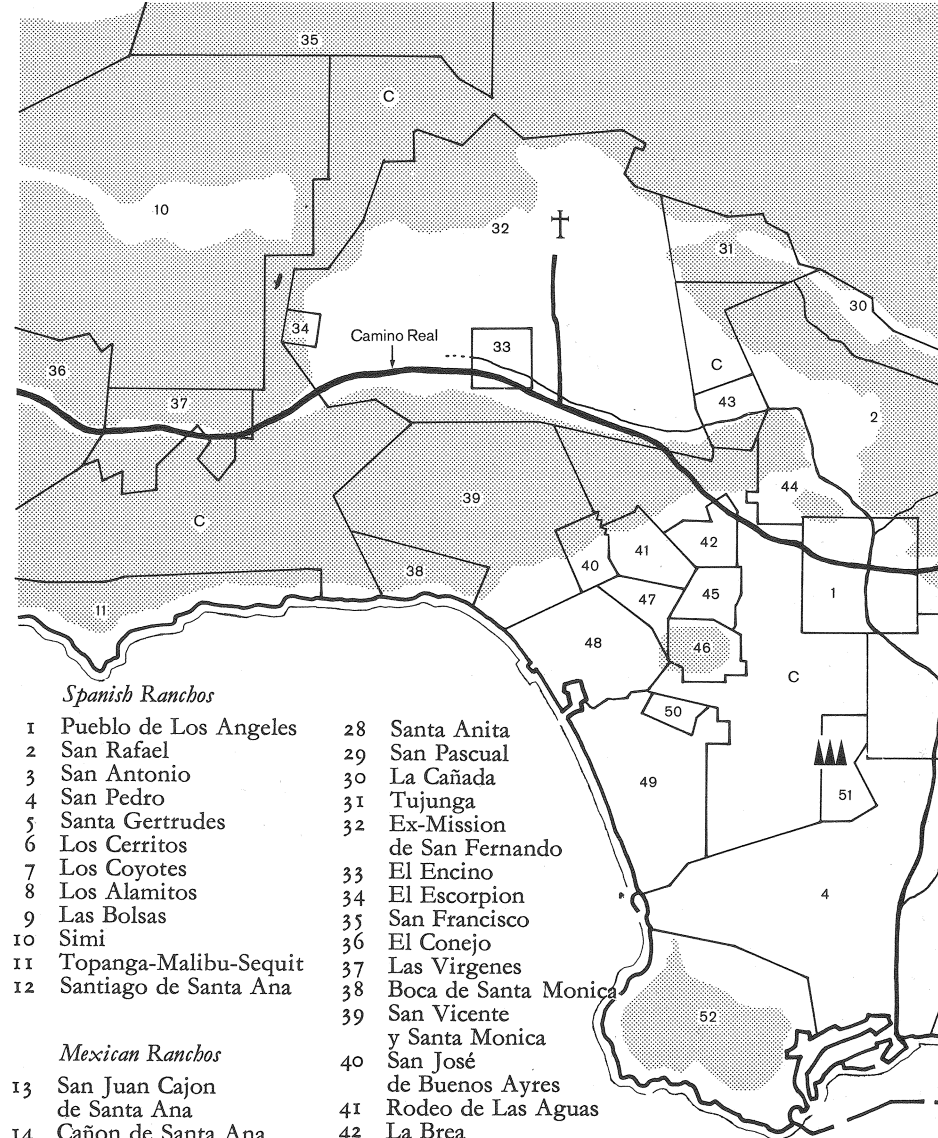 35
C
10
32
31
30
34
Camino Real
33
36
C
37
43
2
39
44
C
42
41
40
38
1
45
47
11
48
46
C
50
49
51
4
52
Spanish Ranchos
1 Pueblo de Los Angeles
2 San Rafael
3 San Antonio
4 San Pedro
5 Santa Gertrudes
6 Los Cerritos
7 Los Coyotes
8 Los Alamitos
9 Las Bolsas
10 Simi
11 Topanga-Malibu-Sequit
12 Santiago de Santa Ana
Mexican Ranchos
13 San Juan Cajon
de Santa Ana
14 Cañon de Santa Ana
28 Santa Anita
29 San Pascual
30 La Cañada
31 Tujunga
32 Ex-Mission
de San Fernando
33 El Encino
34 El Escorpion
35 San Francisco
36 El Conejo
37 Las Virgenes
38 Boca de Santa Monica
39 San Vicente
y Santa Monica
40 San José
de Buenos Ayres
41 Rodeo de Las Aguas
42 La Brea